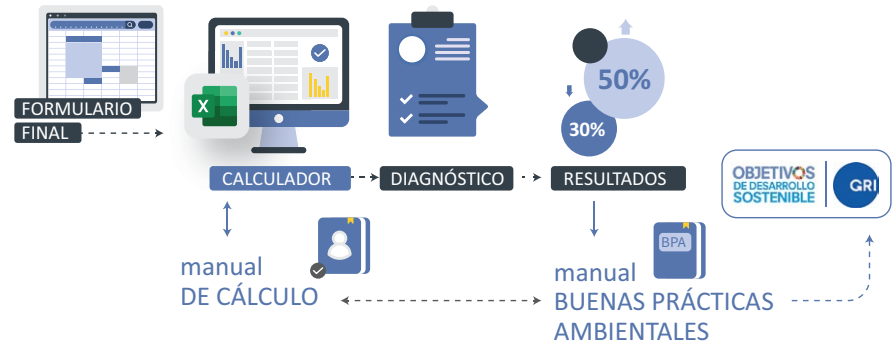 FORMULARIO
FINAL
X
CALCULADOR
DIAGNÓSTICO
50%
30%
RESULTADOS
OBJETIVOS
DE DESARROLLO
SOSTENIBLE
GRI
manual
DE CÁLCULO
BPA
manual
BUENAS PRÁCTICAS
AMBIENTALES